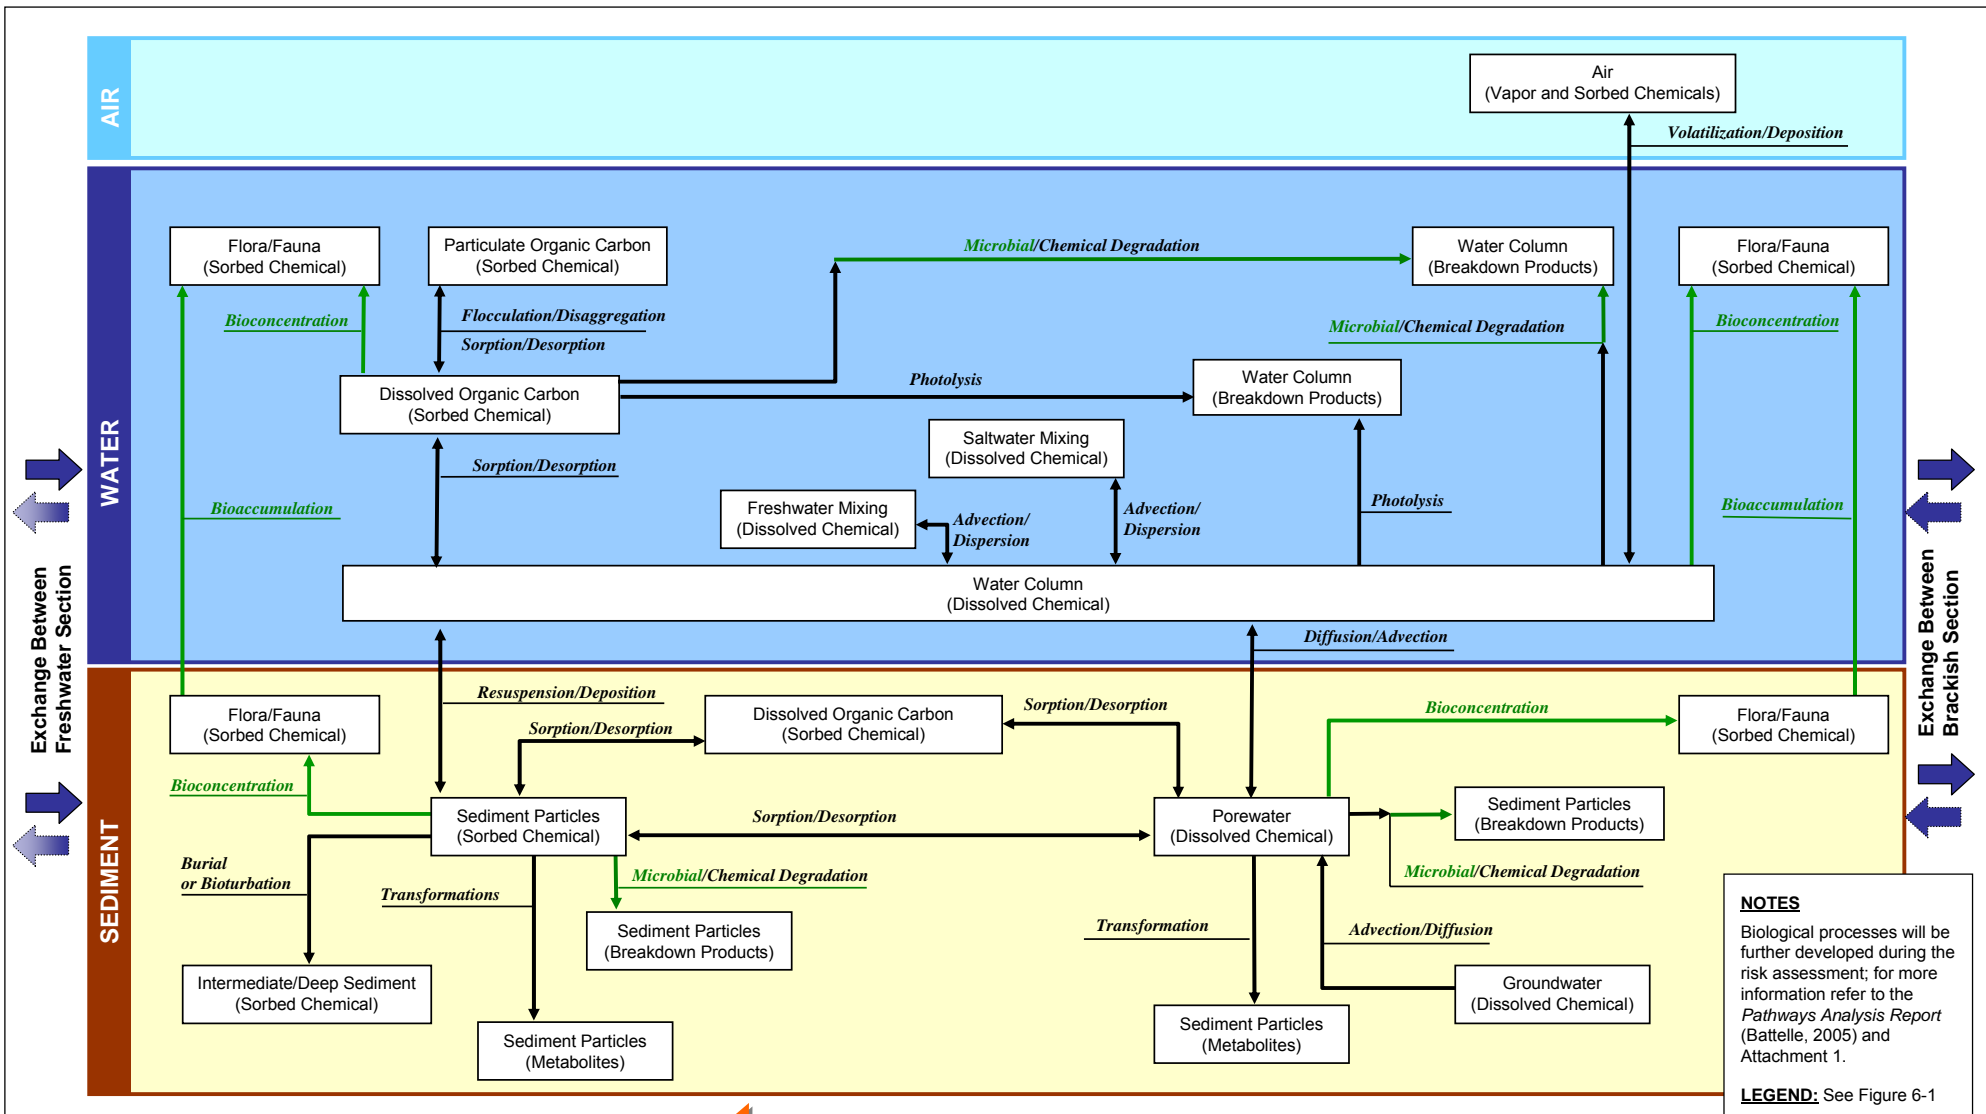 AIR
Air
(Vapor and Sorbed Chemicals)
Volatilization/Deposition
WATER
Flora/Fauna
(Sorbed Chemical)
Particulate Organic Carbon
(Sorbed Chemical)
Microbial/Chemical Degradation
Water Column
(Breakdown Products)
Flora/Fauna
(Sorbed Chemical)
Bioconcentration
Flocculation/Disaggregation
Sorption/Desorption
Microbial/Chemical Degradation
Bioconcentration
Dissolved Organic Carbon
(Sorbed Chemical)
Photolysis
Water Column
(Breakdown Products)
Saltwater Mixing
(Dissolved Chemical)
Sorption/Desorption
Bioaccumulation
Freshwater Mixing
(Dissolved Chemical)
Advection/
Dispersion
Advection/
Dispersion
Photolysis
Bioaccumulation
Water Column
(Dissolved Chemical)
Exchange Between
Freshwater Section
Exchange Between
Brackish Section
Diffusion/Advection
SEDIMENT
Resuspension/Deposition
Flora/Fauna
(Sorbed Chemical)
Sorption/Desorption
Dissolved Organic Carbon
(Sorbed Chemical)
Sorption/Desorption
Bioconcentration
Flora/Fauna
(Sorbed Chemical)
Bioconcentration
Sediment Particles
(Sorbed Chemical)
Sorption/Desorption
Porewater
(Dissolved Chemical)
Sediment Particles
(Breakdown Products)
Burial
or Bioturbation
Transformations
Microbial/Chemical Degradation
Microbial/Chemical Degradation
Sediment Particles
(Breakdown Products)
Transformation
Advection/Diffusion
Intermediate/Deep Sediment
(Sorbed Chemical)
Groundwater
(Dissolved Chemical)
Sediment Particles
(Metabolites)
Sediment Particles
(Metabolites)
NOTES
Biological processes will be
further developed during the
risk assessment; for more
information refer to the
Pathways Analysis Report
(Battelle, 2005) and
Attachment 1.
LEGEND: See Figure 6-1